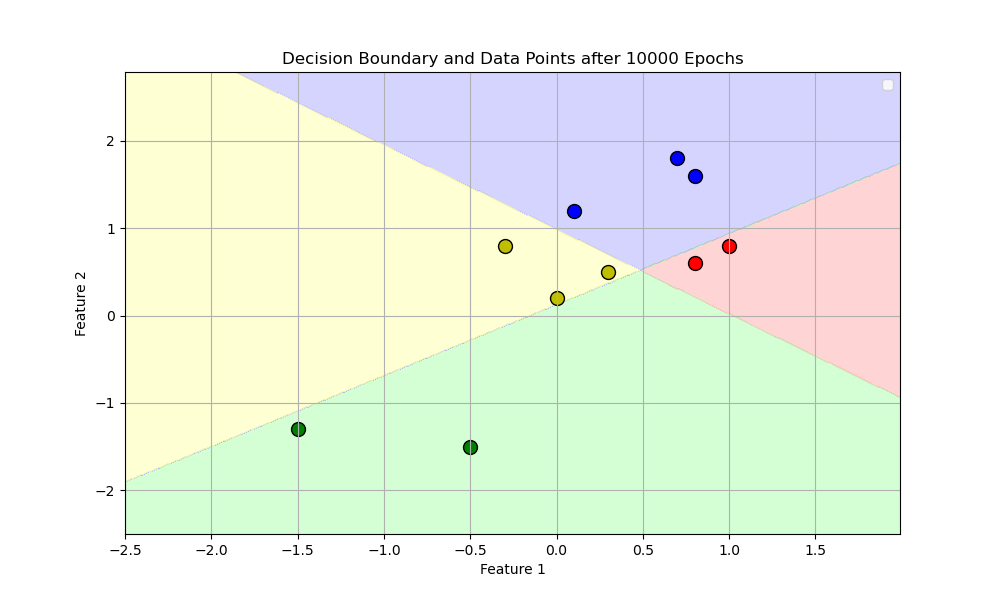 Decision Boundary and Data Points after 10000 Epochs
2
1
0
−1
−2
Feature 2
−2.5 −2.0 −1.5 −1.0 −0.5 0.0 0.5 1.0 1.5
Feature 1